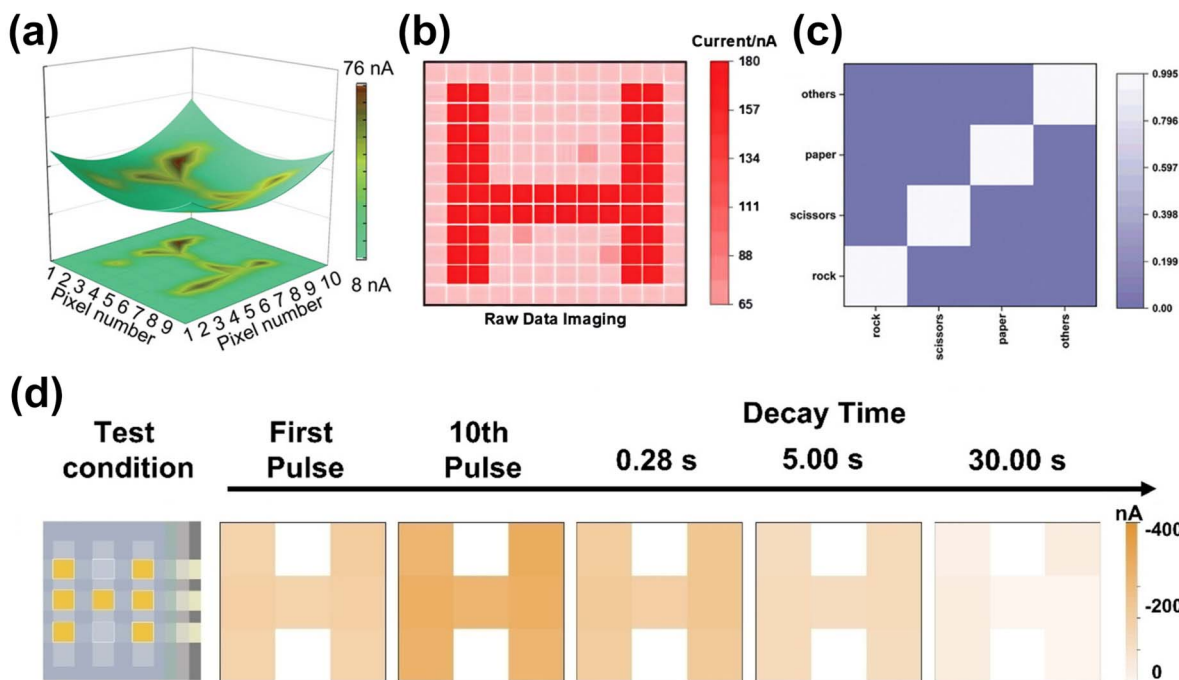 (a)
76 nA
8 nA
1 2 3 4 5 6 7 8 9
Pixel number
1 2 3 4 5 6 7 8 9 10
Pixel number
(b)
Current/nA
180
157
134
111
88
65
Raw Data Imaging
(c)
others
paper
scissors
rock
rock
scissors
paper
others
0.995
0.796
0.597
0.398
0.199
0.00
(d)
Test
condition
First
Pulse
10th
Pulse
Decay Time
0.28 s
5.00 s
30.00 s
nA
-400
-200
0